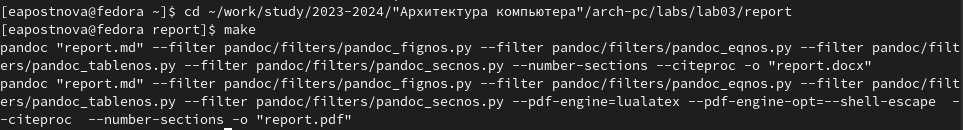 [eapostnova@fedora ~]$ cd ~/work/study/2023-2024/"Архитектура компьютера"/arch-pc/labs/lab03/report
[eapostnova@fedora report]$ make
pandoc "report.md" --filter pandoc/filters/pandoc_fignos.py --filter pandoc/filters/pandoc_eqnos.py --filter pandoc/filt
ers/pandoc_tablenos.py --filter pandoc/filters/pandoc_secnos.py --number-sections --citeproc -o "report.docx"
pandoc "report.md" --filter pandoc/filters/pandoc_fignos.py --filter pandoc/filters/pandoc_eqnos.py --filter pandoc/filt
ers/pandoc_tablenos.py --filter pandoc/filters/pandoc_secnos.py --pdf-engine=lualatex --pdf-engine-opt=--shell-escape  -
-citeproc  --number-sections -o "report.pdf"